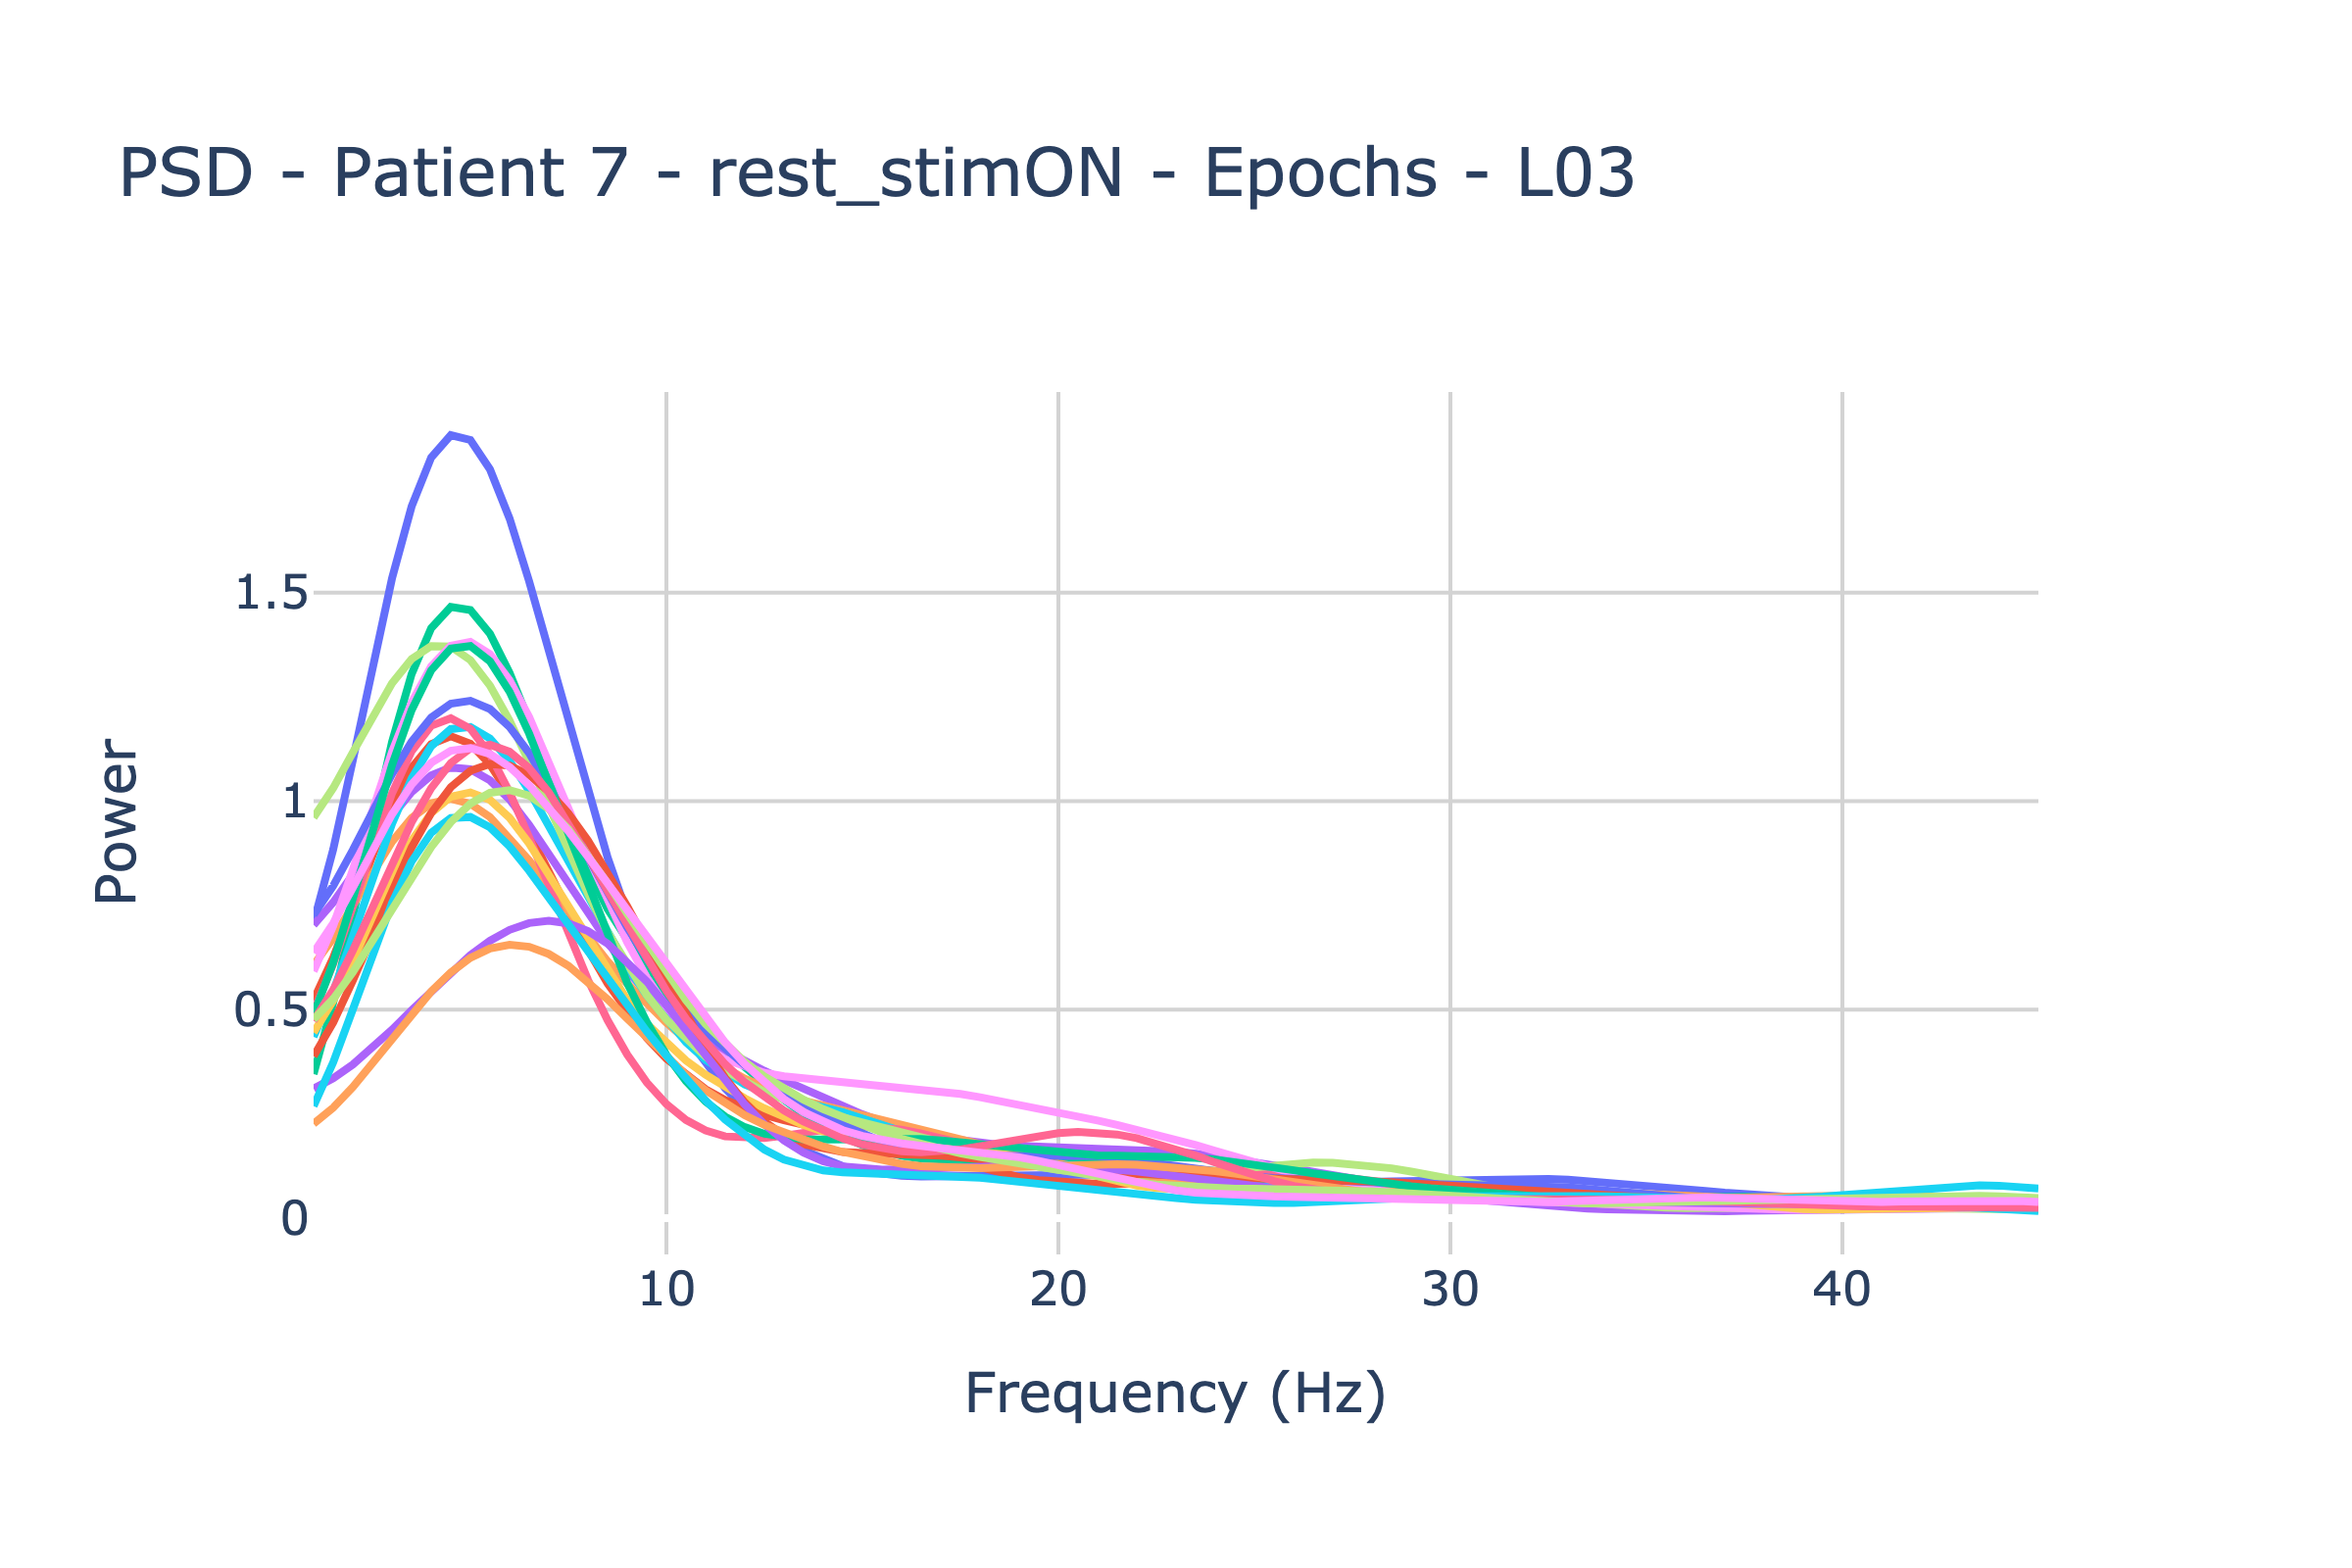 PSD - Patient 7 - rest_stimON - Epochs - L03
Power
1.5
1
0.5
0
10 20 30 40
Frequency (Hz)